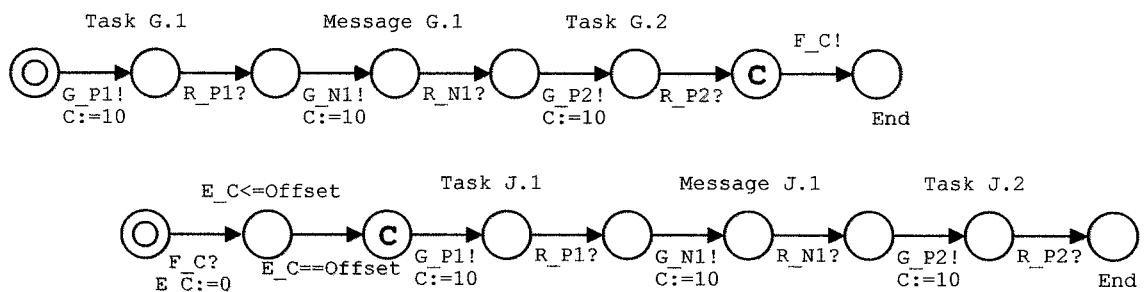 Task G.1 Message G.1 Task G.2
F_C!
C
G_P1! R_P1? G_N1! R_N1? G_P2! R_P2?
C:=10 C:=10 C:=10 End
Task J.1 Message J.1 Task J.2
E_C<=Offset
C
F_C? E_C==Offset G_P1! R_P1? G_N1! R_N1? G_P2! R_P2?
E_C:=0 C:=10 C:=10 C:=10 End